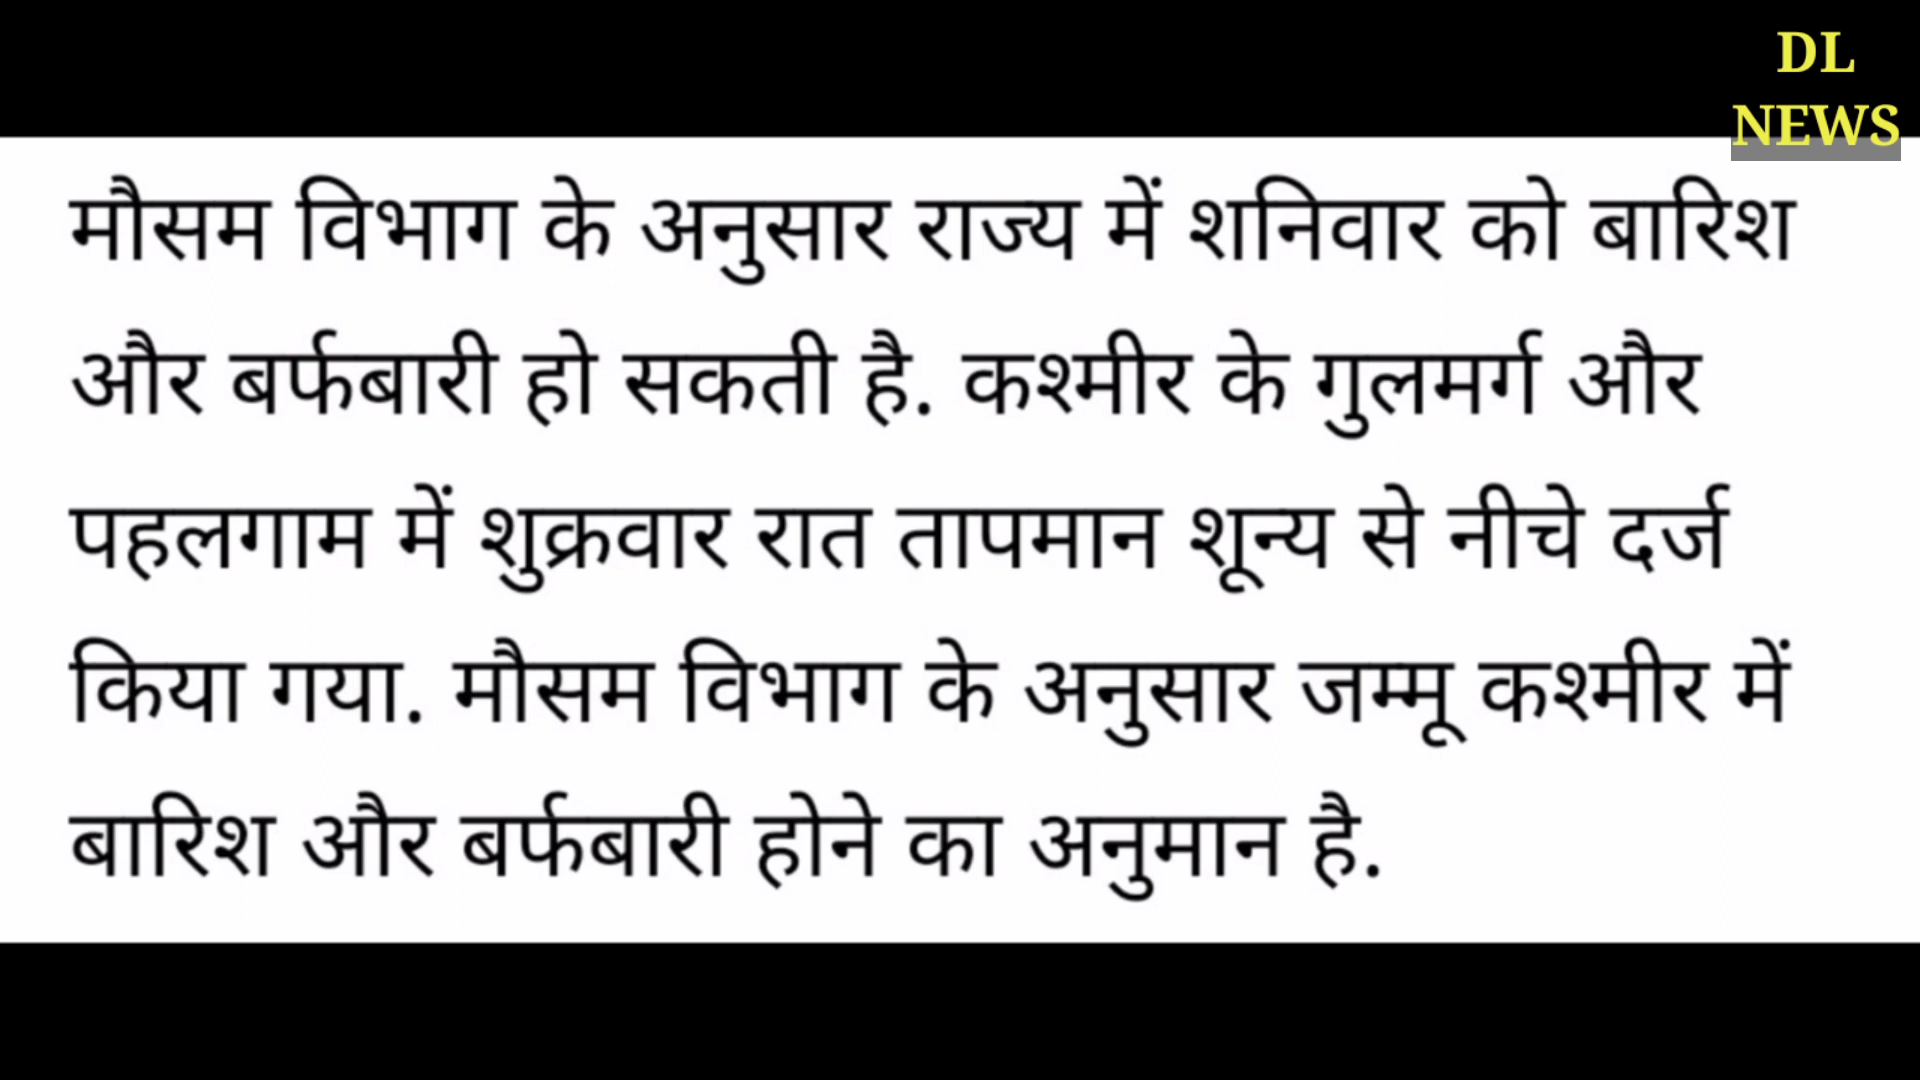 DL
NEWS
मौसम विभाग के अनुसार राज्य में शनिवार को बारिश
और बर्फबारी हो सकती है. कश्मीर के गुलमर्ग और
पहलगाम में शुक्रवार रात तापमान शून्य से नीचे दर्ज
किया गया. मौसम विभाग के अनुसार जम्मू कश्मीर में
बारिश और बर्फबारी होने का अनुमान है.